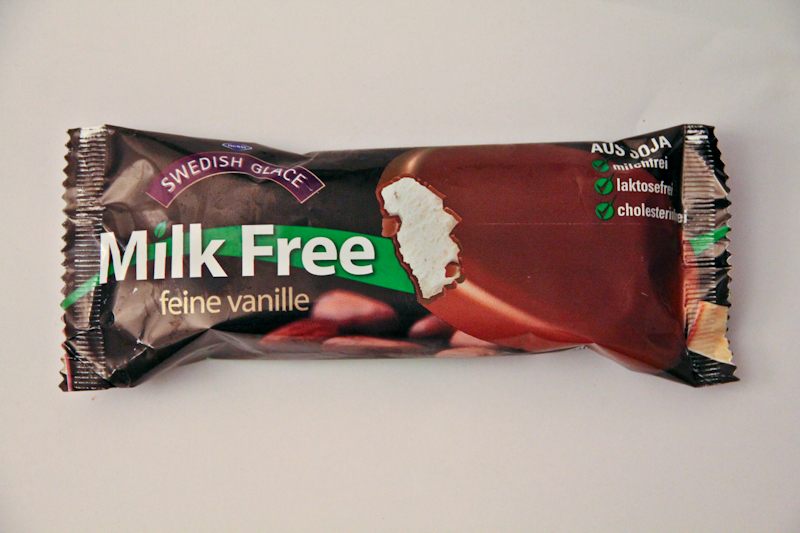 SWEDISH GLACE
Milk Free
feine vanille
AUS SOJA
milchfrei
laktosefrei
cholesterinfrei